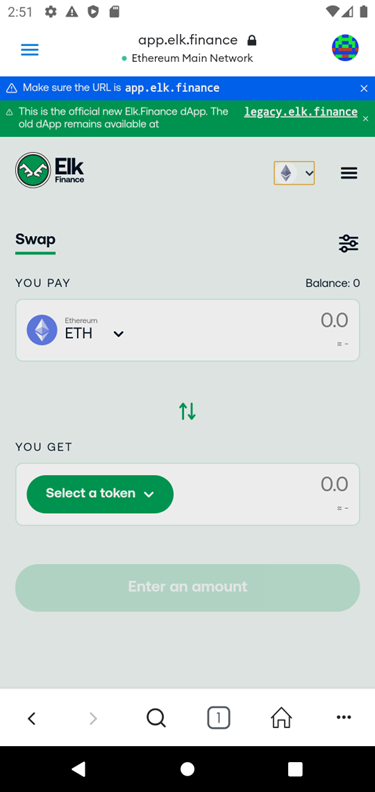 2:51
app.elk.finance
Ethereum Main Network
Make sure the URL is app.elk.finance
This is the official new Elk.Finance dApp. The legacy.elk.finance
old dApp remains available at
Elk
Finance
Swap
YOU PAY Balance: 0
Ethereum
ETH
0.0
= -
YOU GET
Select a token
0.0
= -
Enter an amount
1